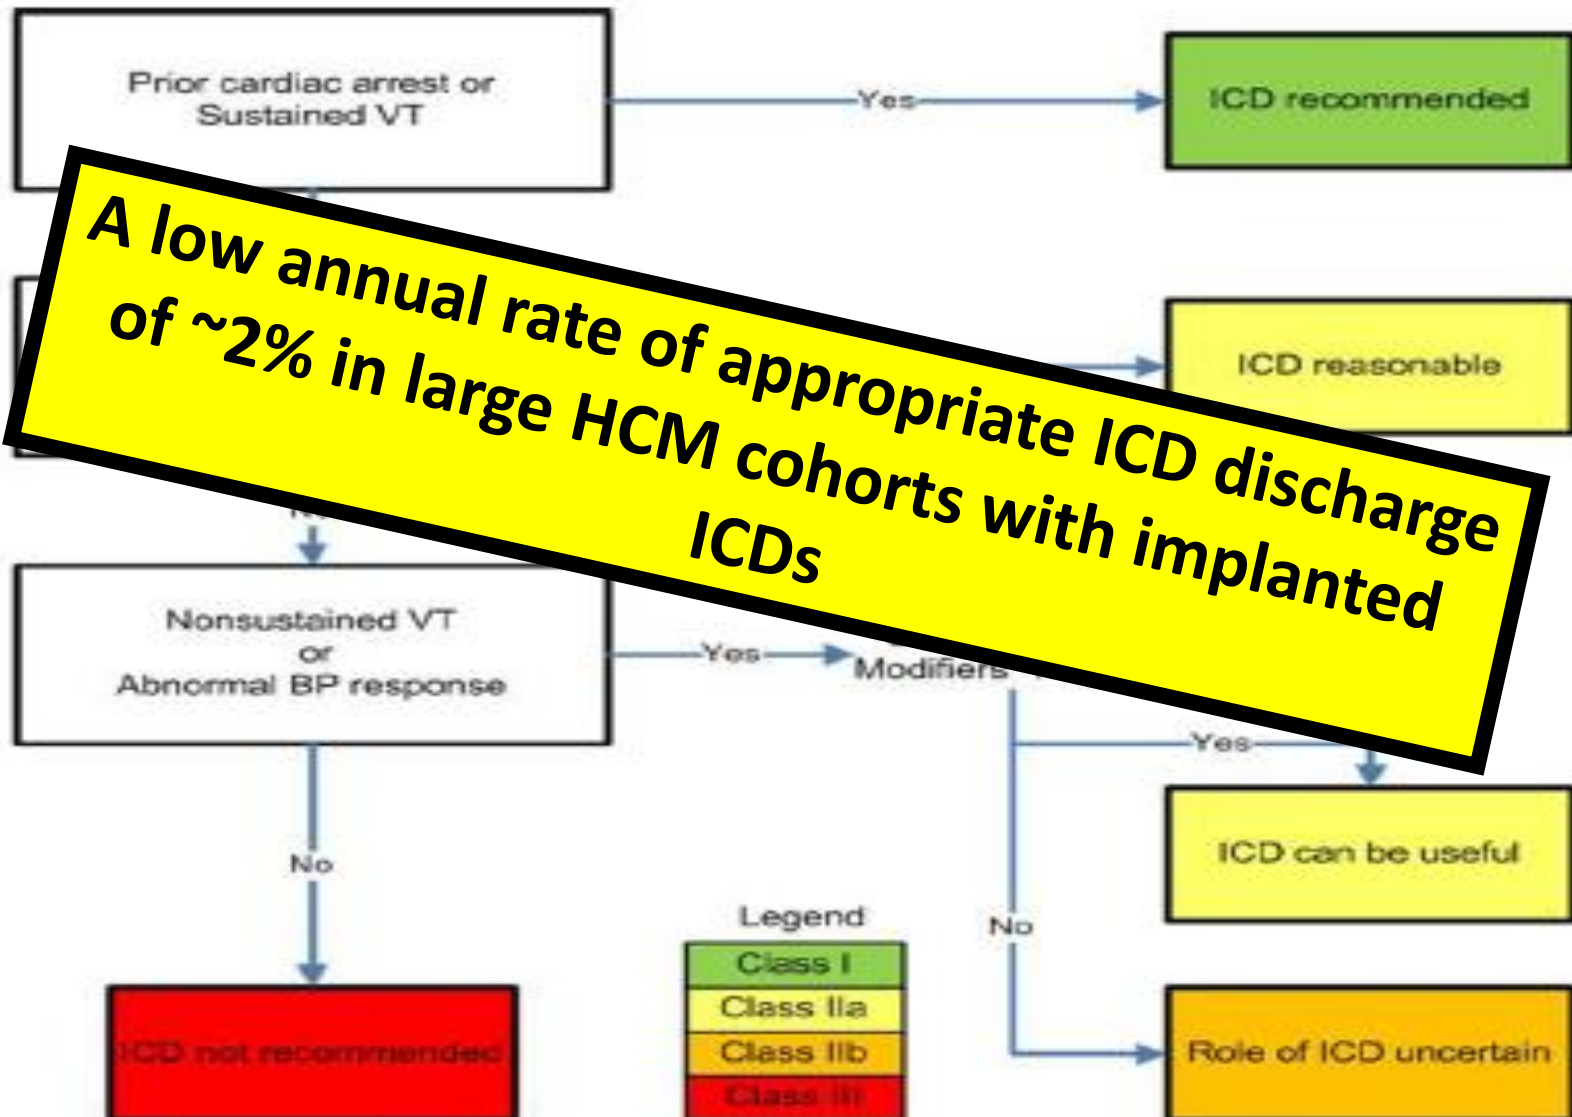 Prior cardiac arrest or
Sustained VT
Yes
ICD recommended
A low annual rate of appropriate ICD discharge
of ~2% in large HCM cohorts with implanted
ICDs
ICD reasonable
Nonsustained VT
or
Abnormal BP response
Yes
Modifiers
Yes
No
ICD can be useful
Legend
No
Class I
Class IIa
Class IIb
Class III
ICD not recommended
Role of ICD uncertain